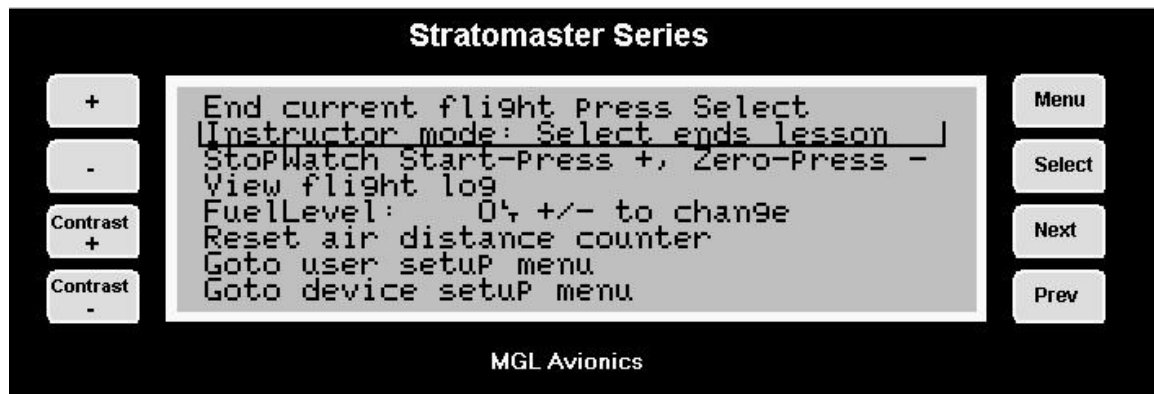 Stratomaster Series
+
-
Contrast
+
Contrast
-
End current flight Press Select
Instructor mode: Select ends lesson
StopWatch Start-Press +, Zero-Press -
View flight log
FuelLevel: 0% +/- to change
Reset air distance counter
Goto user setup menu
Goto device setup menu
Menu
Select
Next
Prev
MGL Avionics